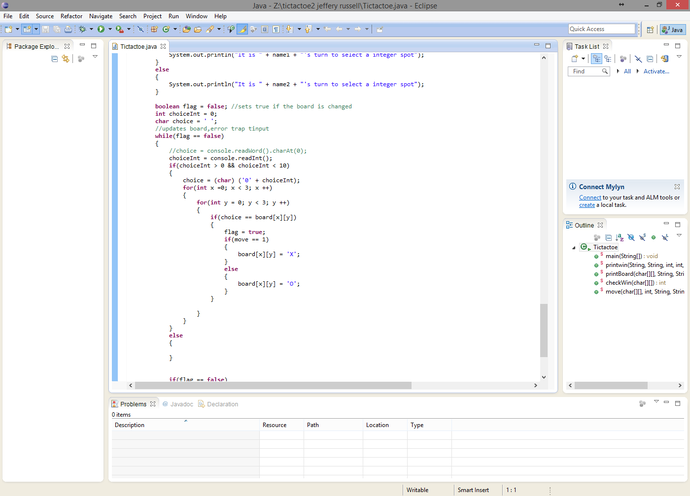 Java - Z:\tictactoe2 jeffery russell\Tictactoe.java - Eclipse
File Edit Source Refactor Navigate Search Project Run Window Help
Quick Access
Java
Package Explo...
Tictactoe.java
System.out.println("It is " + name1 + "'s turn to select a integer spot");
}
else
{
System.out.println("It is " + name2 + "'s turn to select a integer spot");
}
boolean flag = false; //sets true if the board is changed
int choiceInt = 0;
char choice = ' ';
//updates board,error trap tinput
while(flag == false)
{
//choice = console.readWord().charAt(0);
choiceInt = console.readInt();
if(choiceInt > 0 && choiceInt < 10)
{
choice = (char) ('0' + choiceInt);
for(int x =0; x < 3; x ++)
{
for(int y = 0; y < 3; y ++)
{
if(choice == board[x][y])
{
flag = true;
if(move == 1)
{
board[x][y] = 'X';
}
else
{
board[x][y] = 'O';
}
}
}
}
}
else
{
}
if(flag == false)
Task List
Find
All
Activate...
Connect Mylyn
Connect to your task and ALM tools or
create a local task.
Outline
Tictactoe
main(String[]) : void
printwin(String, String, int, int,
printBoard(char[][], String, Strin
checkWin(char[][]) : int
move(char[][], int, String, String
Problems
@ Javadoc
Declaration
0 items
Description Resource Path Location Type
Writable
Smart Insert
1 : 1